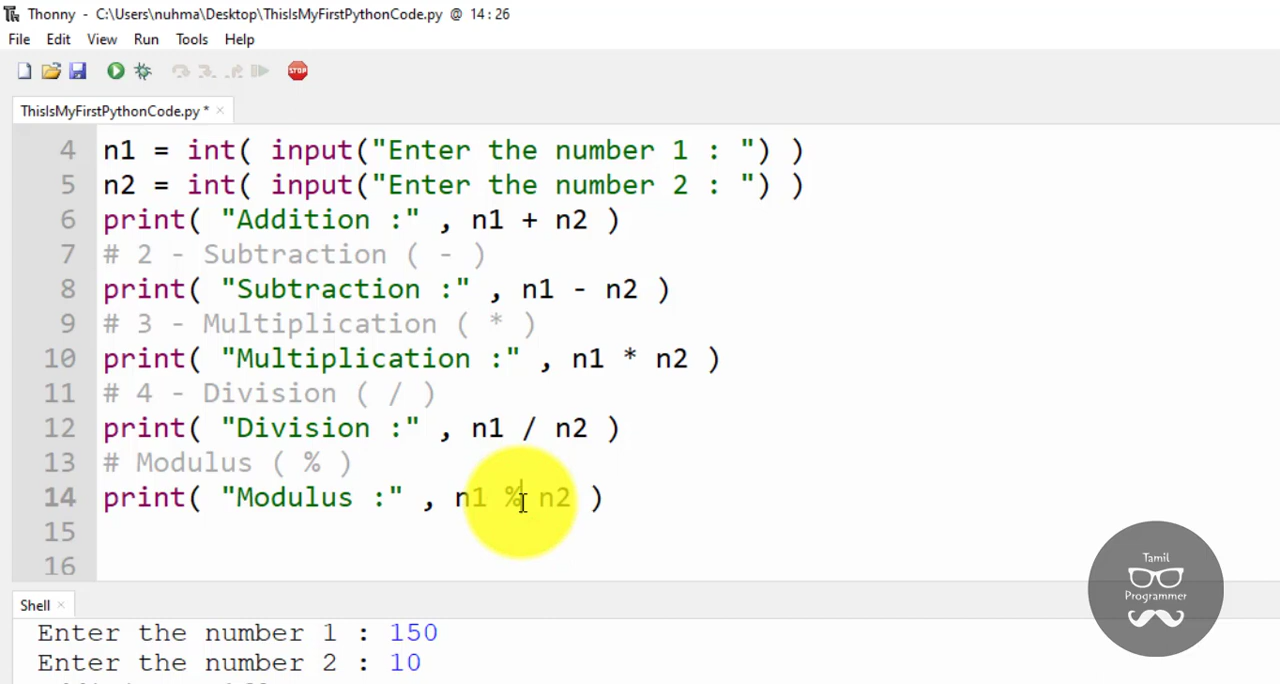 Thonny - C:\Users\nuhma\Desktop\ThisIsMyFirstPythonCode.py @ 14:26
File Edit View Run Tools Help
STOP
ThisIsMyFirstPythonCode.py * ×
4 n1 = int( input("Enter the number 1 : ") )
5 n2 = int( input("Enter the number 2 : ") )
6 print( "Addition :" , n1 + n2 )
7 # 2 - Subtraction ( - )
8 print( "Subtraction :" , n1 - n2 )
9 # 3 - Multiplication ( * )
10 print( "Multiplication :" , n1 * n2 )
11 # 4 - Division ( / )
12 print( "Division :" , n1 / n2 )
13 # Modulus ( % )
14 print( "Modulus :" , n1 % n2 )
15
16
Tamil
Programmer
Shell ×
Enter the number 1 : 150
Enter the number 2 : 10